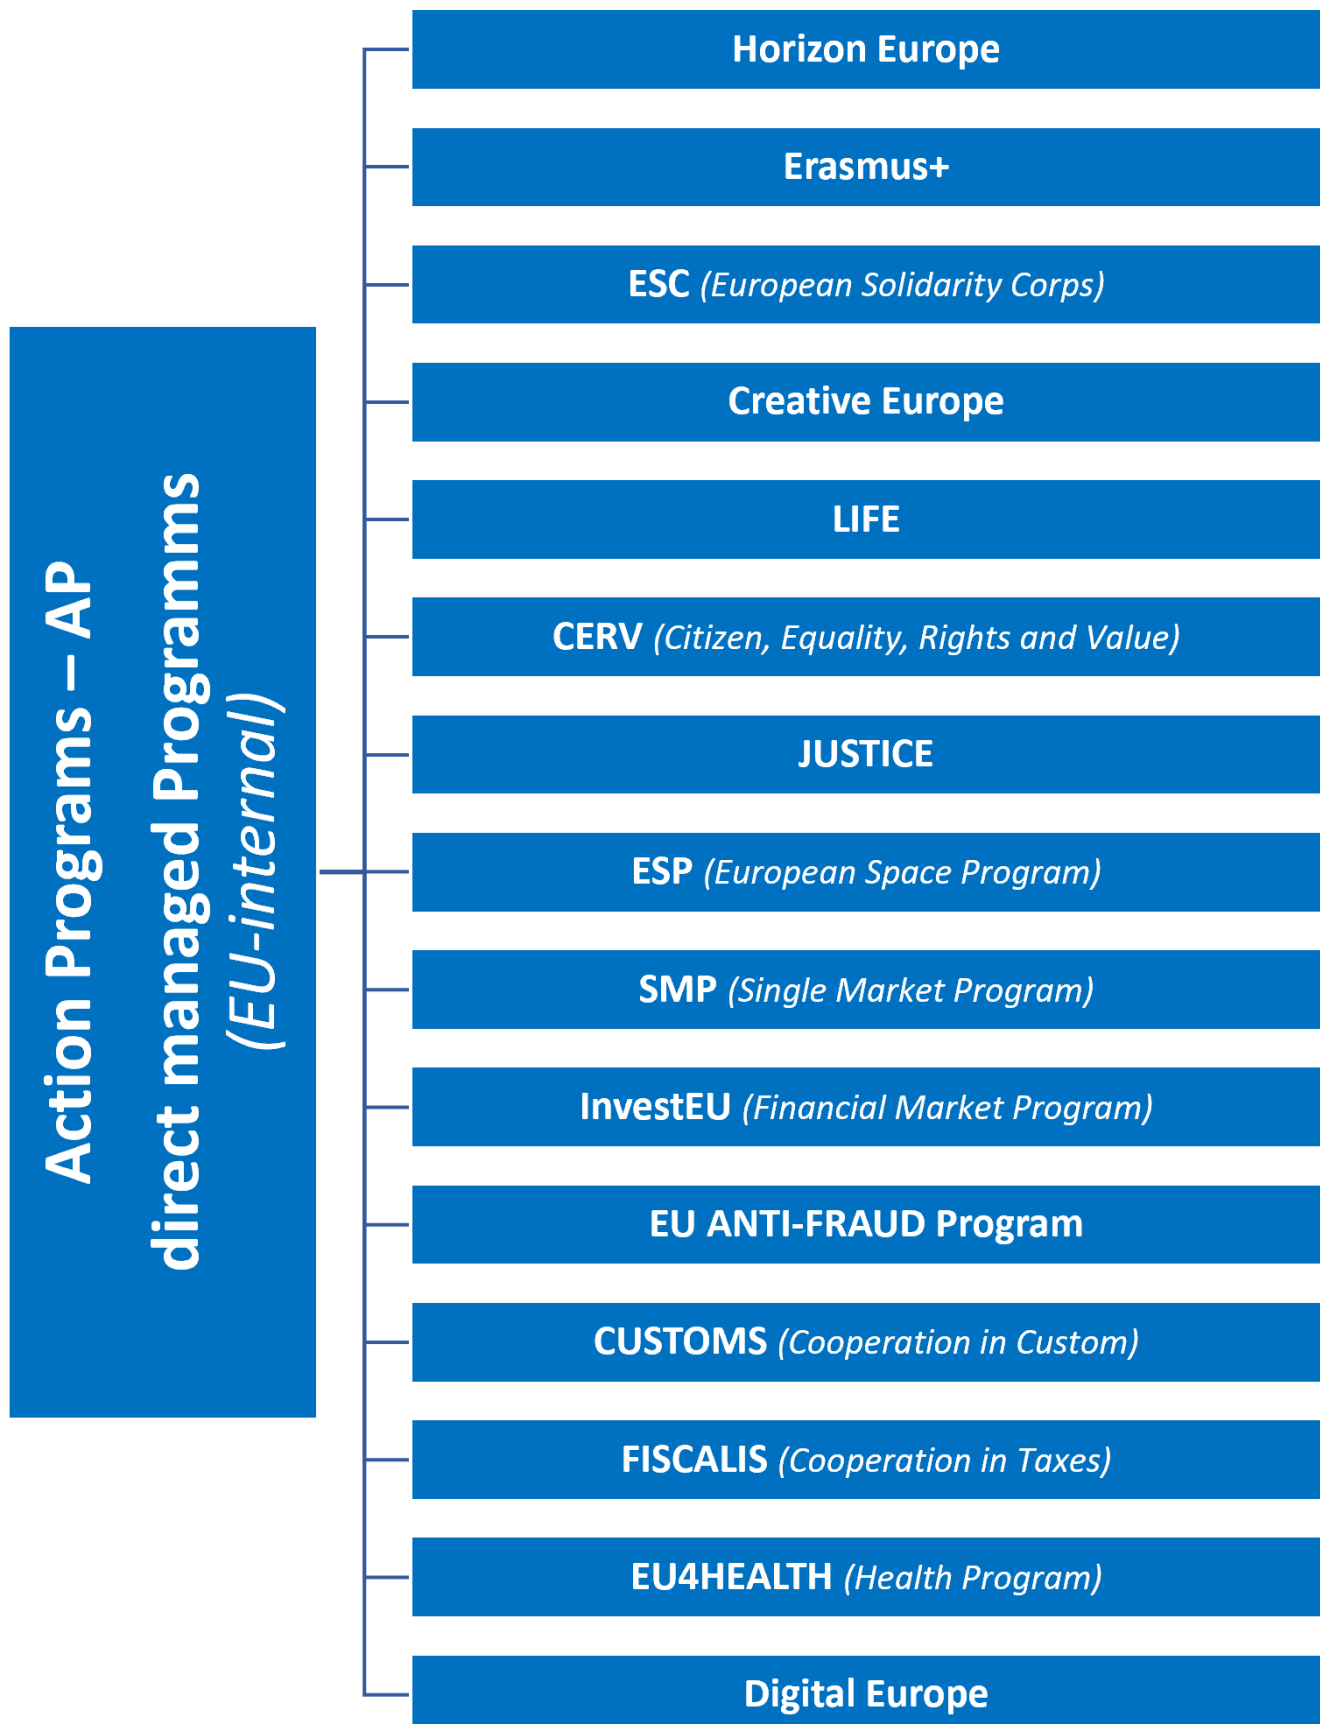 Action Programs – AP
direct managed Programms
(EU-internal)
Horizon Europe
Erasmus+
ESC (European Solidarity Corps)
Creative Europe
LIFE
CERV (Citizen, Equality, Rights and Value)
JUSTICE
ESP (European Space Program)
SMP (Single Market Program)
InvestEU (Financial Market Program)
EU ANTI-FRAUD Program
CUSTOMS (Cooperation in Custom)
FISCALIS (Cooperation in Taxes)
EU4HEALTH (Health Program)
Digital Europe